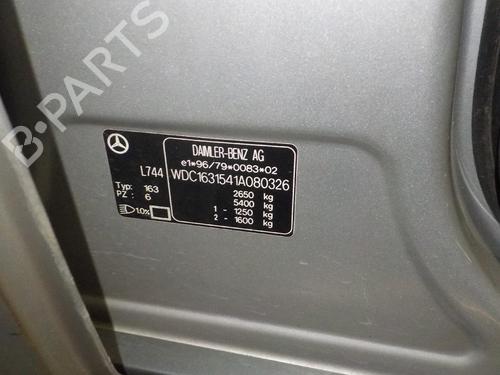 B-PARTS
DAIMLER-BENZ AG
e1*96/79*0083*02
L744 WDC1631541A080326
Typ: 163 2650 kg
PZ: 6 5400 kg
1 - 1250 kg
1.0% 2 - 1600 kg